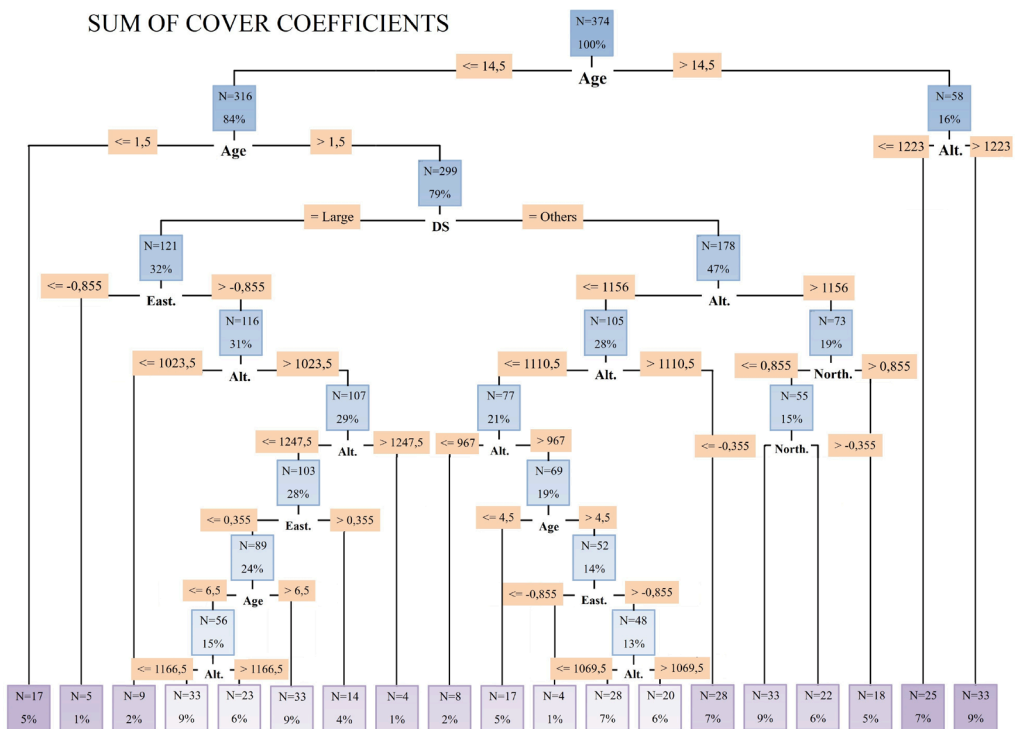 SUM OF COVER COEFFICIENTS
N=374
100%
<= 14,5
Age
> 14,5
N=316
84%
N=58
16%
<= 1,5
Age
> 1,5
<= 1223
Alt.
> 1223
N=299
79%
= Large
DS
= Others
N=121
32%
N=178
47%
<= -0,855
East.
> -0,855
<= 1156
Alt.
> 1156
N=116
31%
N=105
28%
N=73
19%
<= 1023,5
Alt.
> 1023,5
<= 1110,5
Alt.
> 1110,5
<= 0,855
North.
> 0,855
N=107
29%
N=77
21%
N=55
15%
<= 1247,5
Alt.
> 1247,5
<= 967
Alt.
> 967
<= -0,355
North.
> -0,355
N=103
28%
N=69
19%
<= 0,355
East.
> 0,355
<= 4,5
Age
> 4,5
N=89
24%
N=52
14%
<= 6,5
Age
> 6,5
<= -0,855
East.
> -0,855
N=56
15%
N=48
13%
<= 1166,5
Alt.
> 1166,5
<= 1069,5
Alt.
> 1069,5
N=17
5%
N=5
1%
N=9
2%
N=33
9%
N=23
6%
N=33
9%
N=14
4%
N=4
1%
N=8
2%
N=17
5%
N=4
1%
N=28
7%
N=20
6%
N=28
7%
N=33
9%
N=22
6%
N=18
5%
N=25
7%
N=33
9%